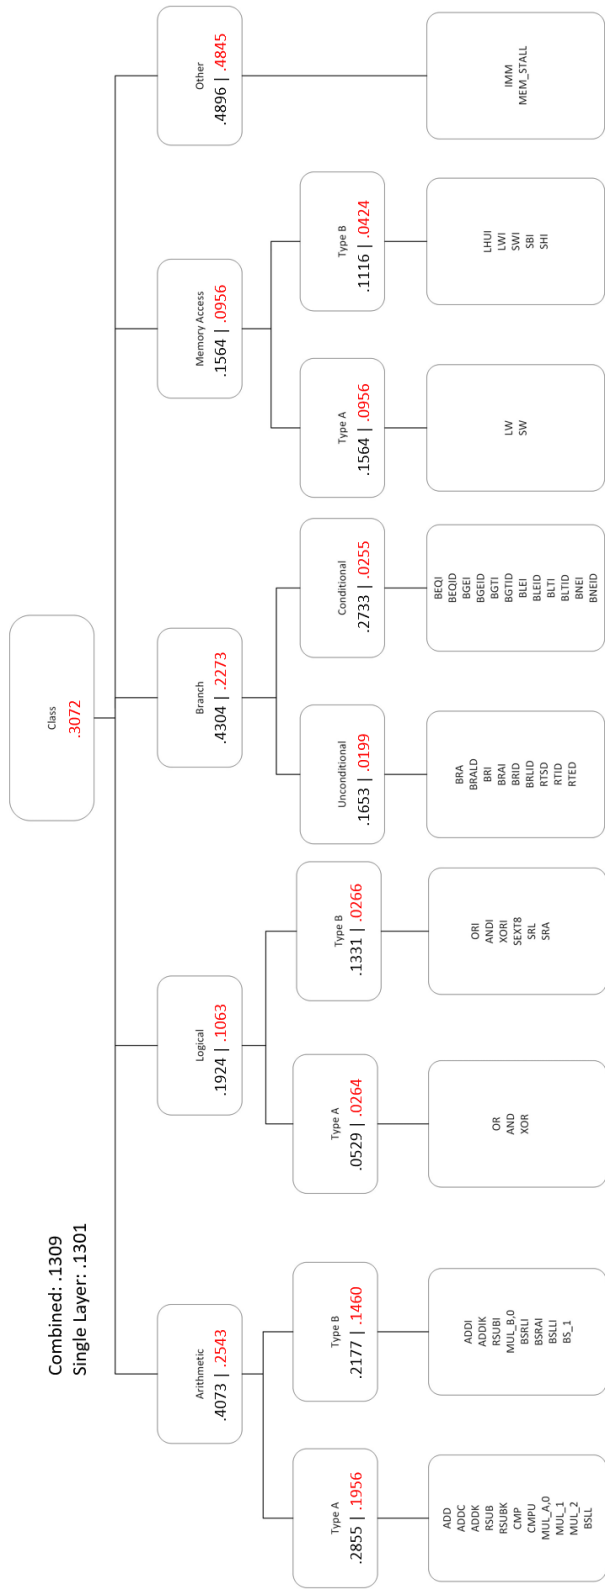 Combined: .1309
Single Layer: .1301
Class
.3072
Arithmetic
.4073 | .2543
Logical
.1924 | .1063
Branch
.4304 | .2273
Memory Access
.1564 | .0956
Other
.4896 | .4845
Type A
.2855 | .1956
Type B
.2177 | .1460
Type A
.0529 | .0264
Type B
.1331 | .0266
Unconditional
.1653 | .0199
Conditional
.2733 | .0255
Type A
.1564 | .0956
Type B
.1116 | .0424
ADD
ADDC
ADDK
RSUB
RSUBK
CMP
CMPU
MUL_A,0
MUL_1
MUL_2
BSLL
ADDI
ADDIK
RSUBI
MUL_B,0
BSRLI
BSRAI
BSLLI
BS_1
OR
AND
XOR
ORI
ANDI
XORI
SEXT8
SRL
SRA
BRA
BRALD
BRI
BRAI
BRID
BRLID
RTSD
RTID
RTED
BEQI
BEQID
BGEI
BGEID
BGTI
BGTID
BLEI
BLEID
BLTI
BLTID
BNEI
BNEID
LW
SW
LHUI
LWI
SWI
SBI
SHI
IMM
MEM_STALL